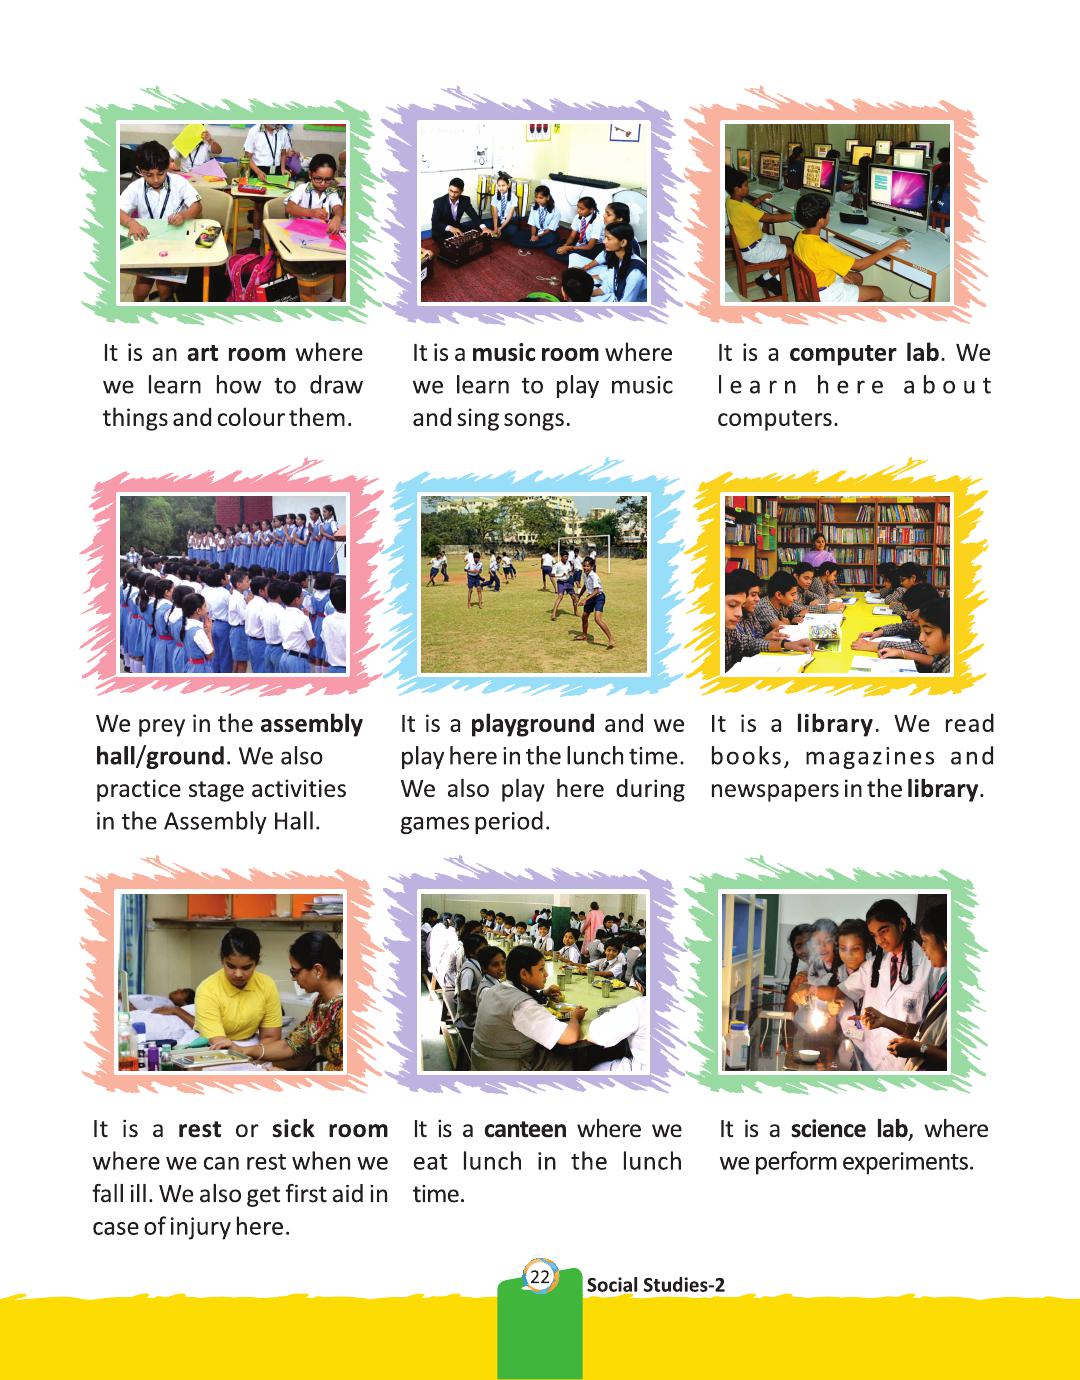 It is an art room where
we learn how to draw
things and colour them.
It is a music room where
we learn to play music
and sing songs.
It is a computer lab. We
learn here about
computers.
We prey in the assembly
hall/ground. We also
practice stage activities
in the Assembly Hall.
It is a playground and we
play here in the lunch time.
We also play here during
games period.
It is a library. We read
books, magazines and
newspapers in the library.
It is a rest or sick room
where we can rest when we
fall ill. We also get first aid in
case of injury here.
It is a canteen where we
eat lunch in the lunch
time.
It is a science lab, where
we perform experiments.
22
Social Studies-2